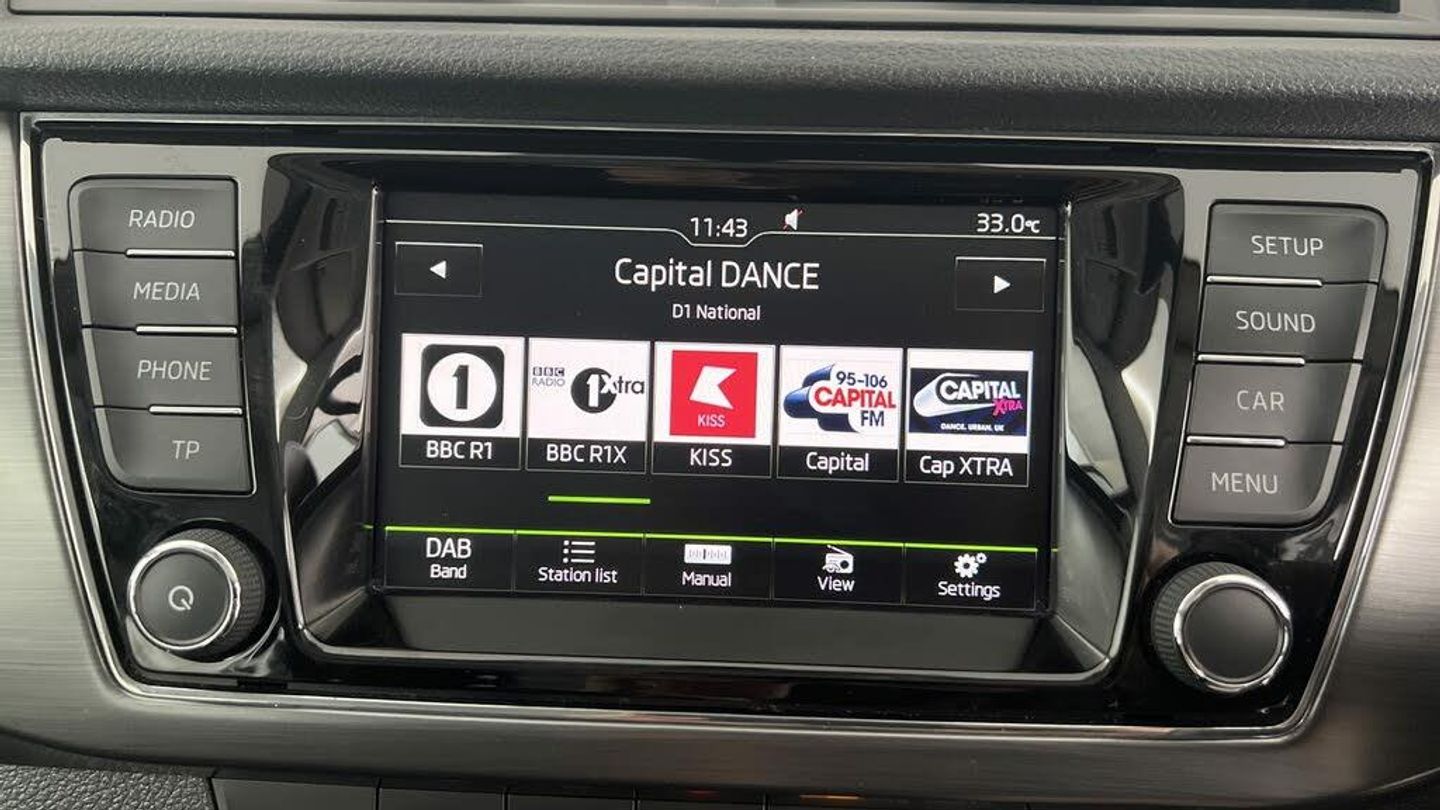 RADIO
MEDIA
PHONE
TP
11:43
33.0°C
Capital DANCE
D1 National
1
BBC
RADIO
1Xtra
KISS
95-106
CAPITAL
FM
CAPITAL
XTRA
DANCE. URBAN. UK
BBC R1
BBC R1X
KISS
Capital
Cap XTRA
DAB
Band
Station list
Manual
View
Settings
SETUP
SOUND
CAR
MENU